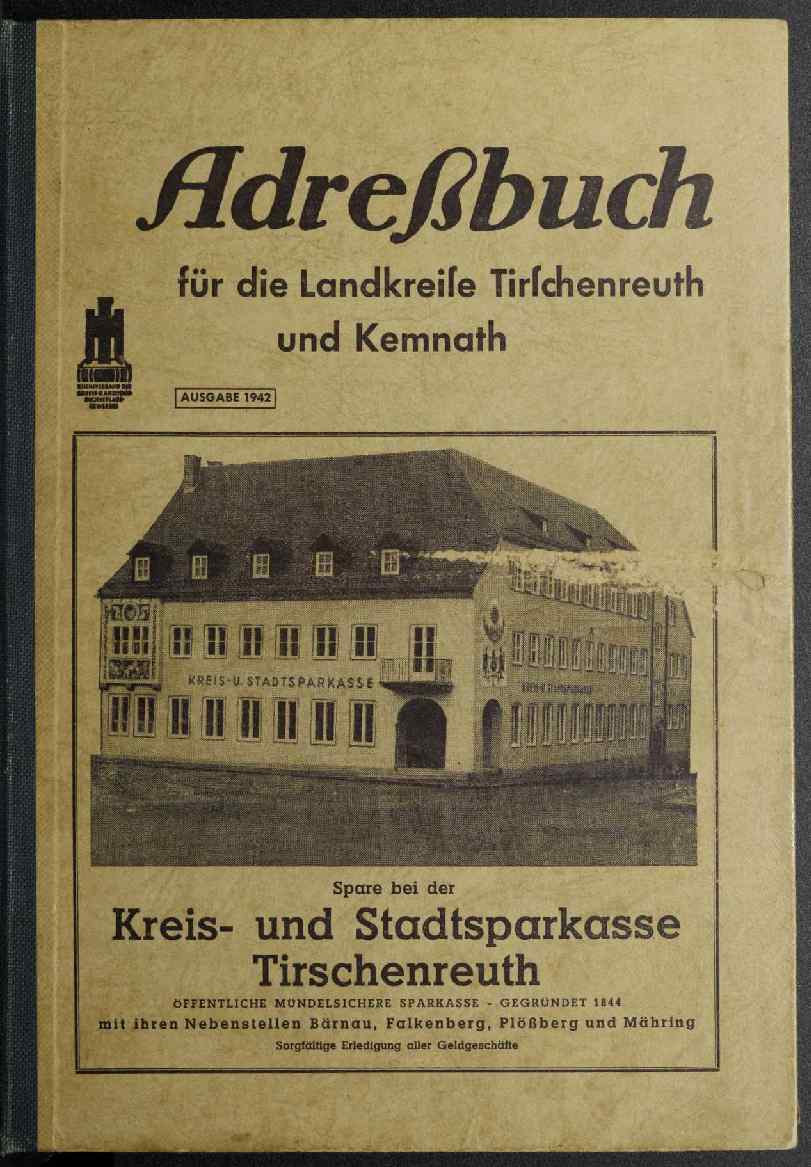 Adreßbuch
für die Landkreiſe Tirſchenreuth
und Kemnath
AUSGABE 1942
KREIS-U. STADTSPARKASSE
Spare bei der
Kreis- und Stadtsparkasse
Tirschenreuth
ÖFFENTLICHE MÜNDELSICHERE SPARKASSE - GEGRÜNDET 1844
mit ihren Nebenstellen Bärnau, Falkenberg, Plößberg und Mähring
Sorgfältige Erledigung aller Geldgeschäfte